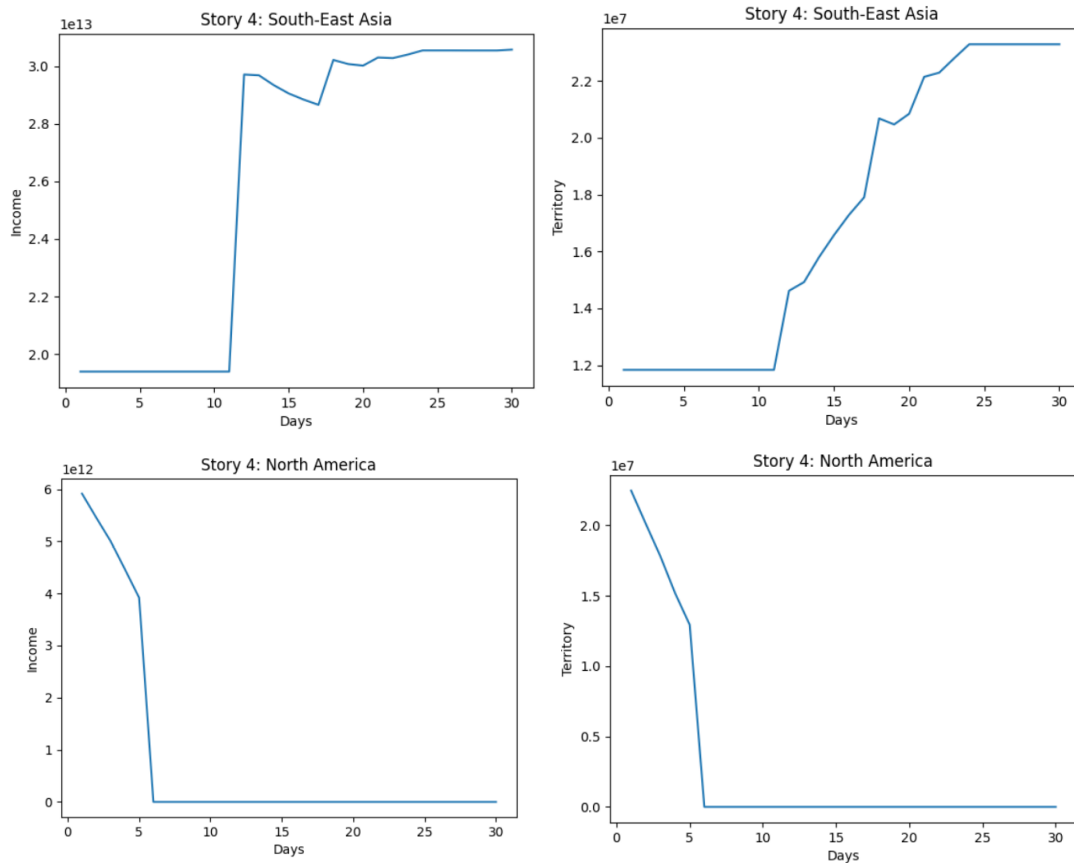 Story 4: South-East Asia
1e13
3.0
2.8
2.6
2.4
2.2
2.0
Income
0 5 10 15 20 25 30
Days
Story 4: South-East Asia
1e7
2.2
2.0
1.8
1.6
1.4
1.2
Territory
0 5 10 15 20 25 30
Days
Story 4: North America
1e12
6
5
4
3
2
1
0
Income
0 5 10 15 20 25 30
Days
Story 4: North America
1e7
2.0
1.5
1.0
0.5
0.0
Territory
0 5 10 15 20 25 30
Days